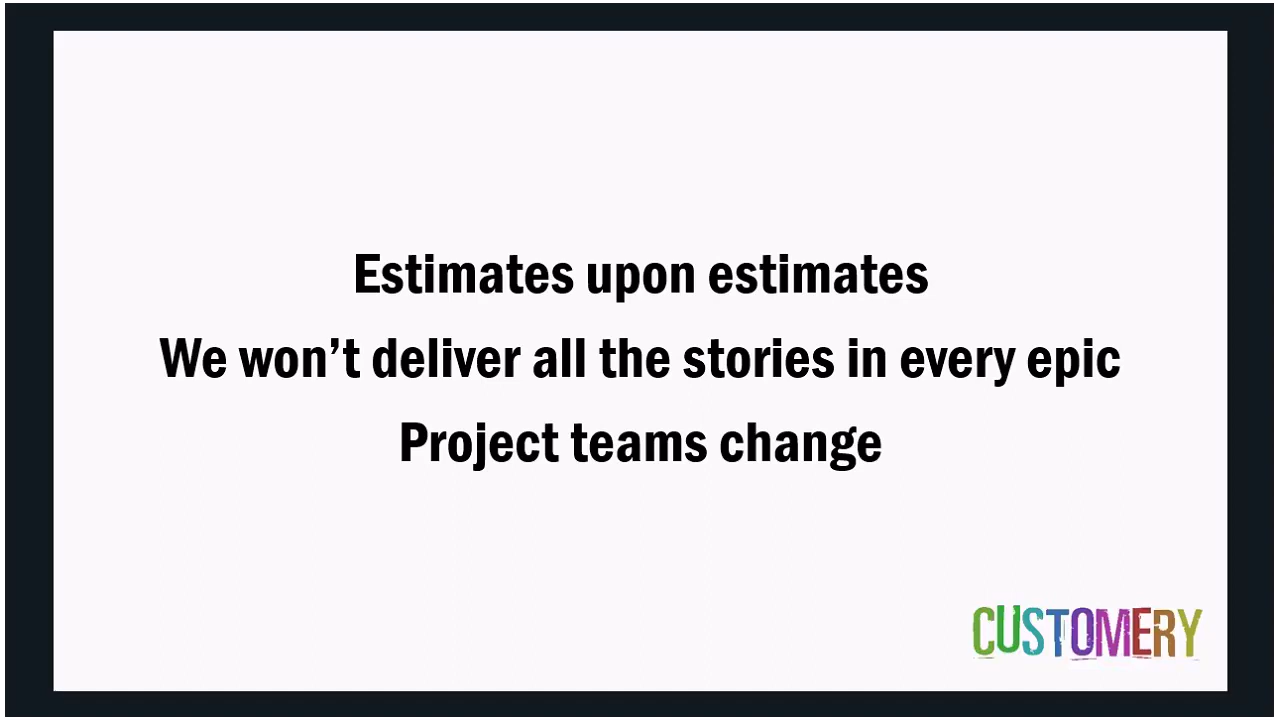 Estimates upon estimates
We won’t deliver all the stories in every epic
Project teams change
CUSTOMERY